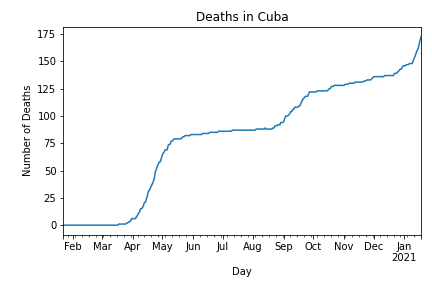 Deaths in Cuba
Number of Deaths
175
150
125
100
75
50
25
0
Feb Mar Apr May Jun Jul Aug Sep Oct Nov Dec Jan
2021
Day